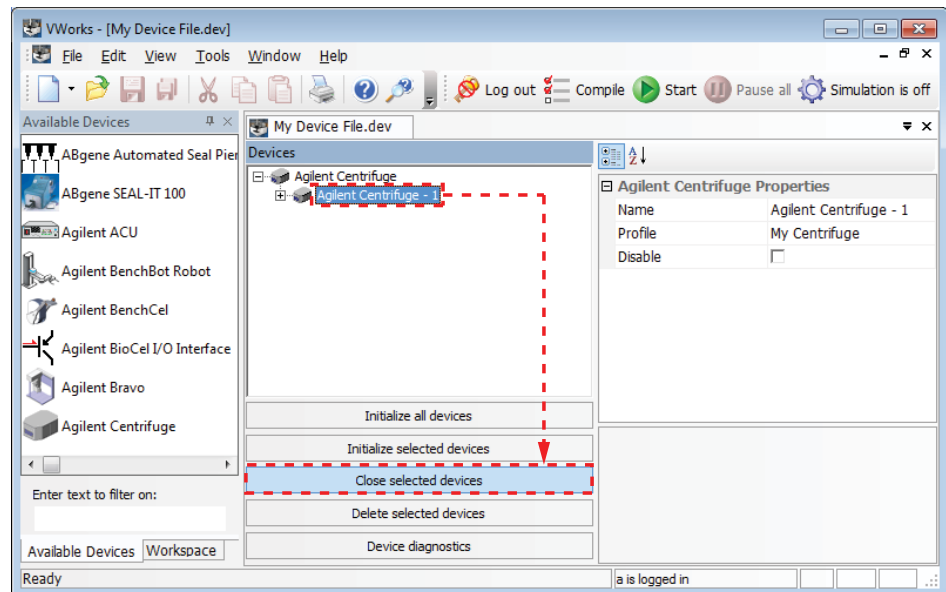 VWorks - [My Device File.dev]
File Edit View Tools Window Help
Log out Compile Start Pause all Simulation is off
Available Devices
My Device File.dev
ABgene Automated Seal Pier
ABgene SEAL-IT 100
Agilent ACU
Agilent BenchBot Robot
Agilent BenchCel
Agilent BioCel I/O Interface
Agilent Bravo
Agilent Centrifuge
Enter text to filter on:
Available Devices Workspace
Devices
Agilent Centrifuge
Agilent Centrifuge - 1
Initialize all devices
Initialize selected devices
Close selected devices
Delete selected devices
Device diagnostics
Agilent Centrifuge Properties
Name Agilent Centrifuge - 1
Profile My Centrifuge
Disable
Ready a is logged in